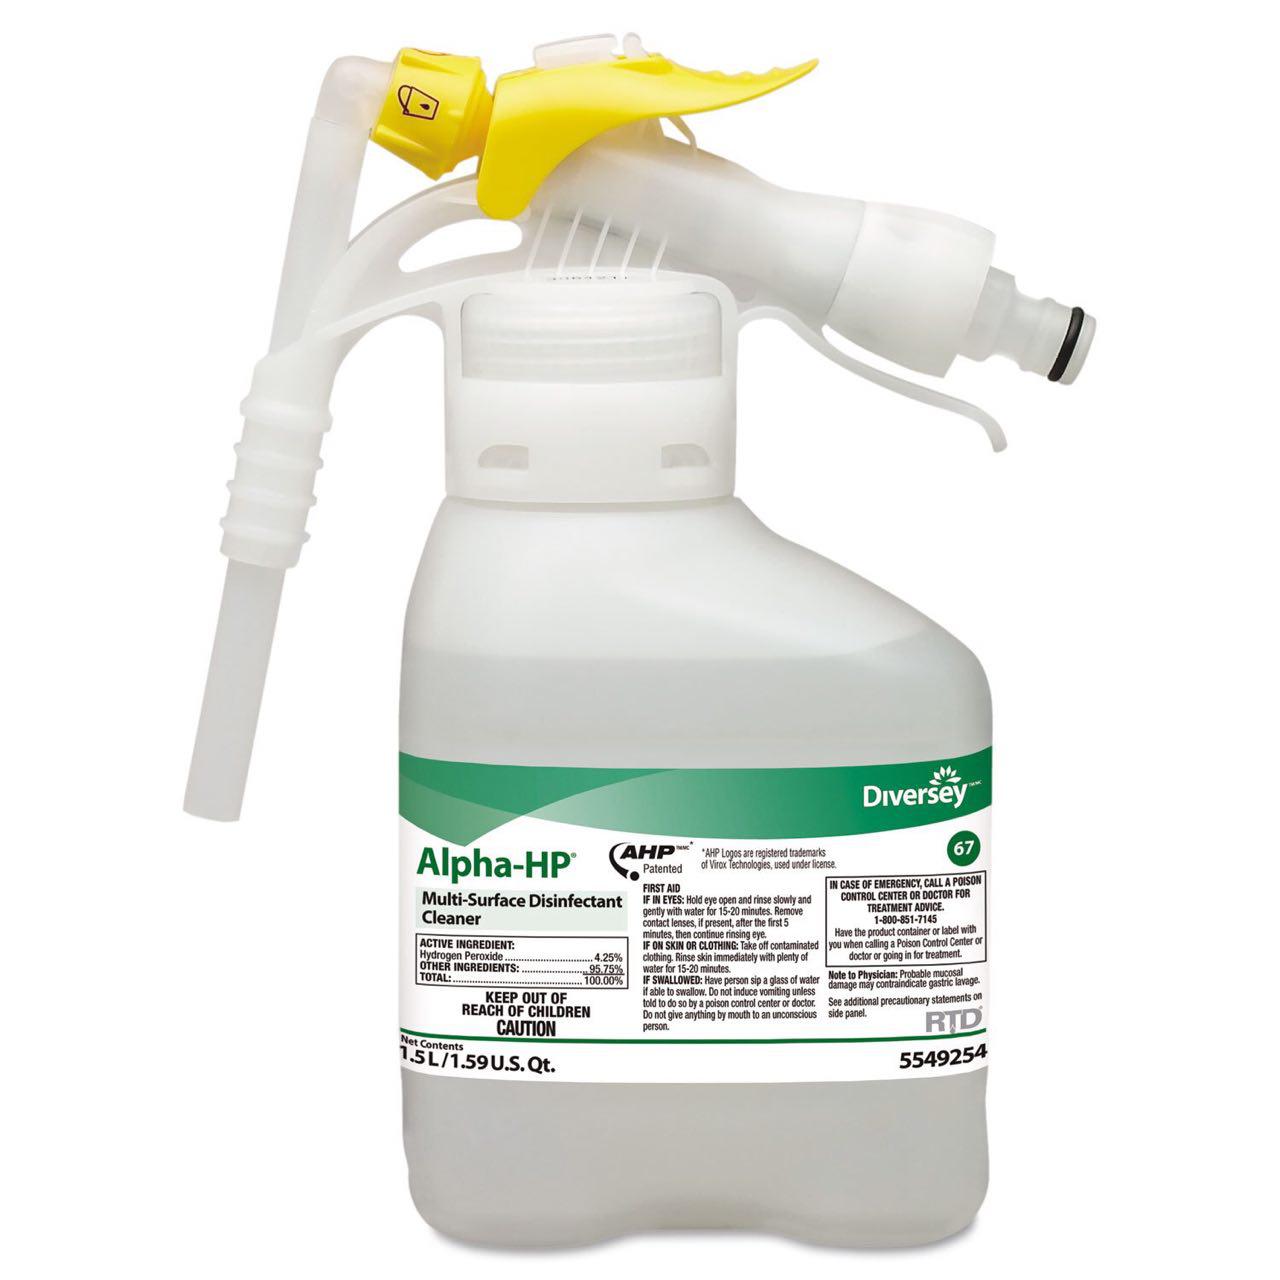 Diversey™/MC
Alpha-HP®
Multi-Surface Disinfectant
Cleaner
ACTIVE INGREDIENT:
Hydrogen Peroxide ........ 4.25%
OTHER INGREDIENTS: ........ 95.75%
TOTAL: ........ 100.00%
KEEP OUT OF
REACH OF CHILDREN
CAUTION
AHP™/MC*
Patented
*AHP Logos are registered trademarks
of Virox Technologies, used under license.
FIRST AID
IF IN EYES: Hold eye open and rinse slowly and
gently with water for 15-20 minutes. Remove
contact lenses, if present, after the first 5
minutes, then continue rinsing eye.
IF ON SKIN OR CLOTHING: Take off contaminated
clothing. Rinse skin immediately with plenty of
water for 15-20 minutes.
IF SWALLOWED: Have person sip a glass of water
if able to swallow. Do not induce vomiting unless
told to do so by a poison control center or doctor.
Do not give anything by mouth to an unconscious
person.
67
IN CASE OF EMERGENCY, CALL A POISON
CONTROL CENTER OR DOCTOR FOR
TREATMENT ADVICE.
1-800-851-7145
Have the product container or label with
you when calling a Poison Control Center or
doctor or going in for treatment.
Note to Physician: Probable mucosal
damage may contraindicate gastric lavage.
See additional precautionary statements on
side panel.
RTD®
Net Contents
1.5 L / 1.59 U.S. Qt.
5549254